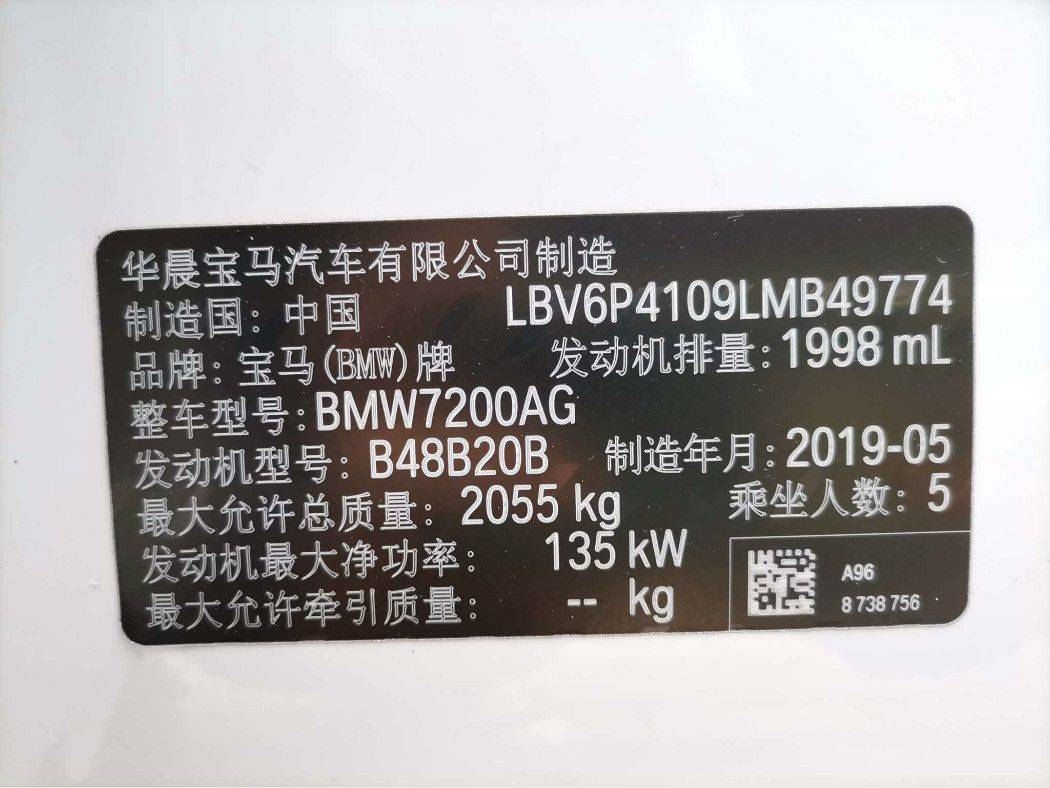 华晨宝马汽车有限公司制造
制造国：中国 LBV6P4109LMB49774
品牌：宝马(BMW)牌 发动机排量：1998 mL
整车型号：BMW7200AG
发动机型号：B48B20B 制造年月：2019-05
最大允许总质量：2055 kg 乘坐人数：5
发动机最大净功率：135 kW
最大允许牵引质量：-- kg
A96
8 738 756